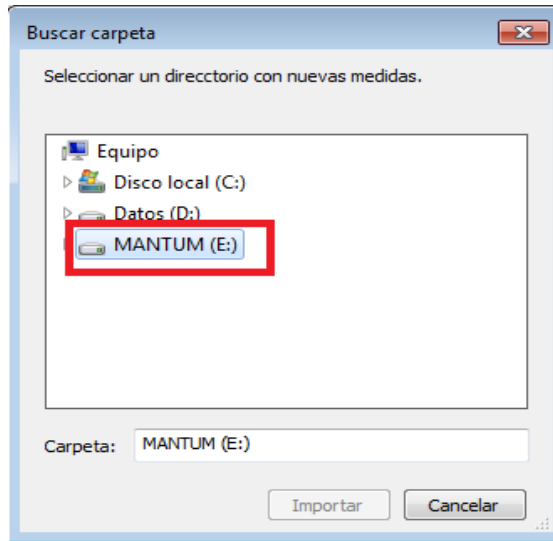 Buscar carpeta
Seleccionar un direcctorio con nuevas medidas.
Equipo
Disco local (C:)
Datos (D:)
MANTUM (E:)
Carpeta: MANTUM (E:)
Importar Cancelar